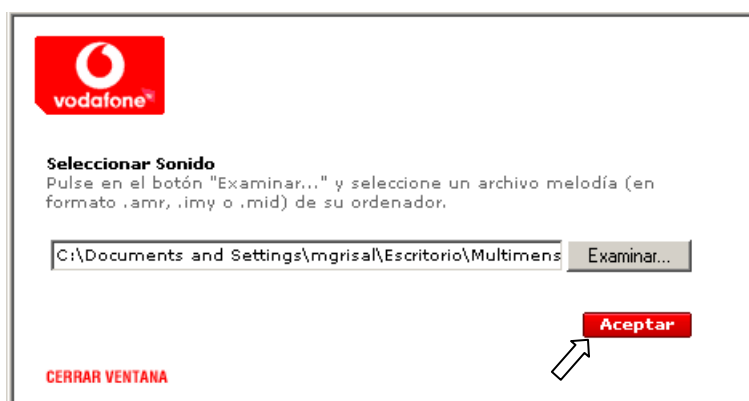 vodafone
Seleccionar Sonido
Pulse en el botón "Examinar..." y seleccione un archivo melodía (en
formato .amr, .imy o .mid) de su ordenador.
C:\Documents and Settings\mgrisal\Escritorio\Multimens
Examinar...
Aceptar
CERRAR VENTANA